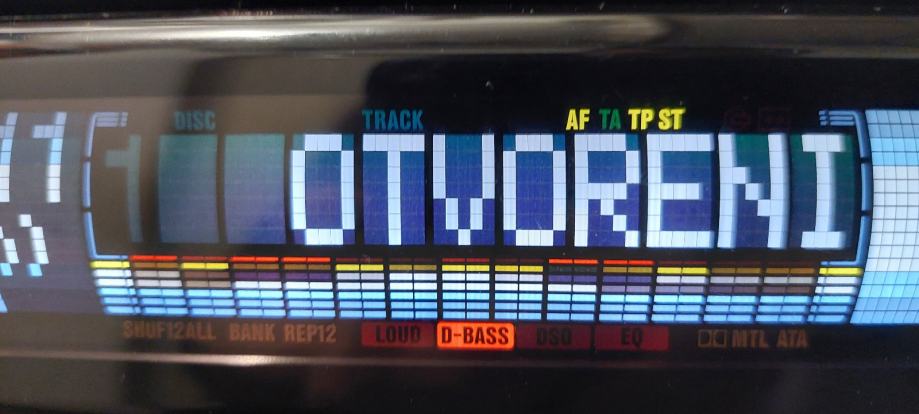 DISC TRACK AF TA TP ST
OTVORENI
SHUF12ALL BANK REP12 LOUD D-BASS DSO EQ MTL ATA